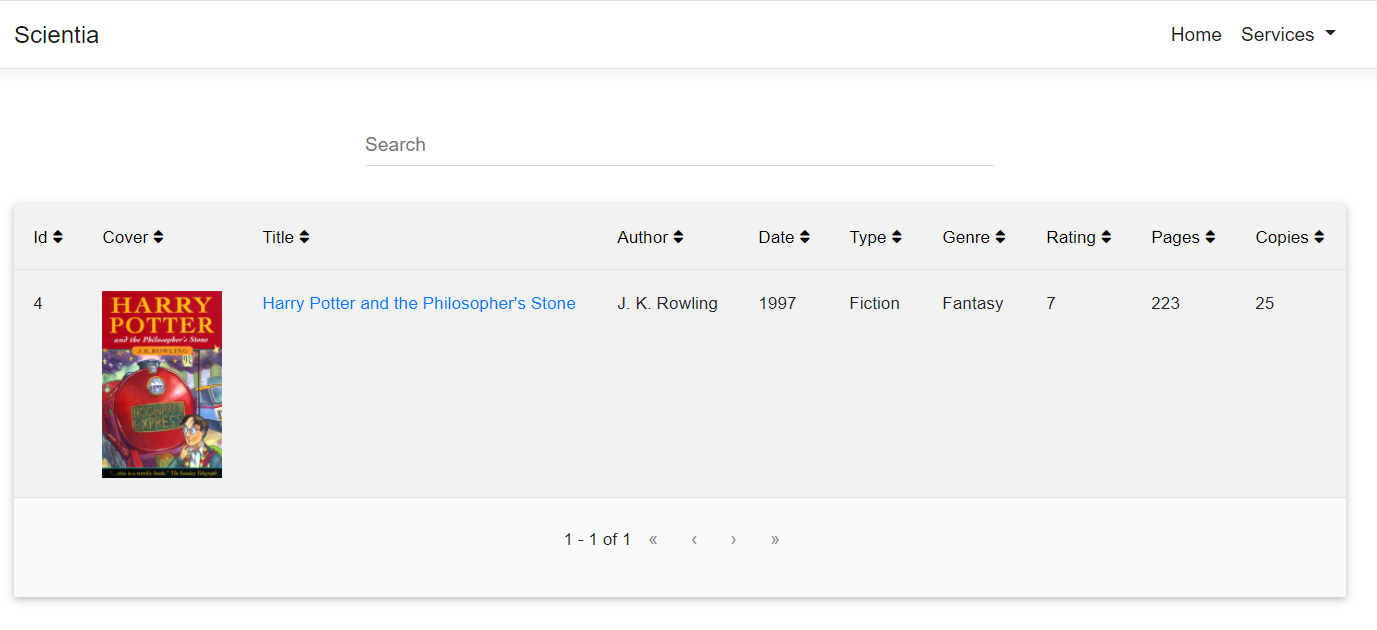 Scientia Home Services
Search
Id Cover Title Author Date Type Genre Rating Pages Copies
4 Harry Potter and the Philosopher's Stone J. K. Rowling 1997 Fiction Fantasy 7 223 25
HARRY
POTTER
and the Philosopher's Stone
J.K.ROWLING
HOGWARTS
EXPRESS
"...this is a terrific book." The Sunday Telegraph
1 - 1 of 1 « ‹ › »